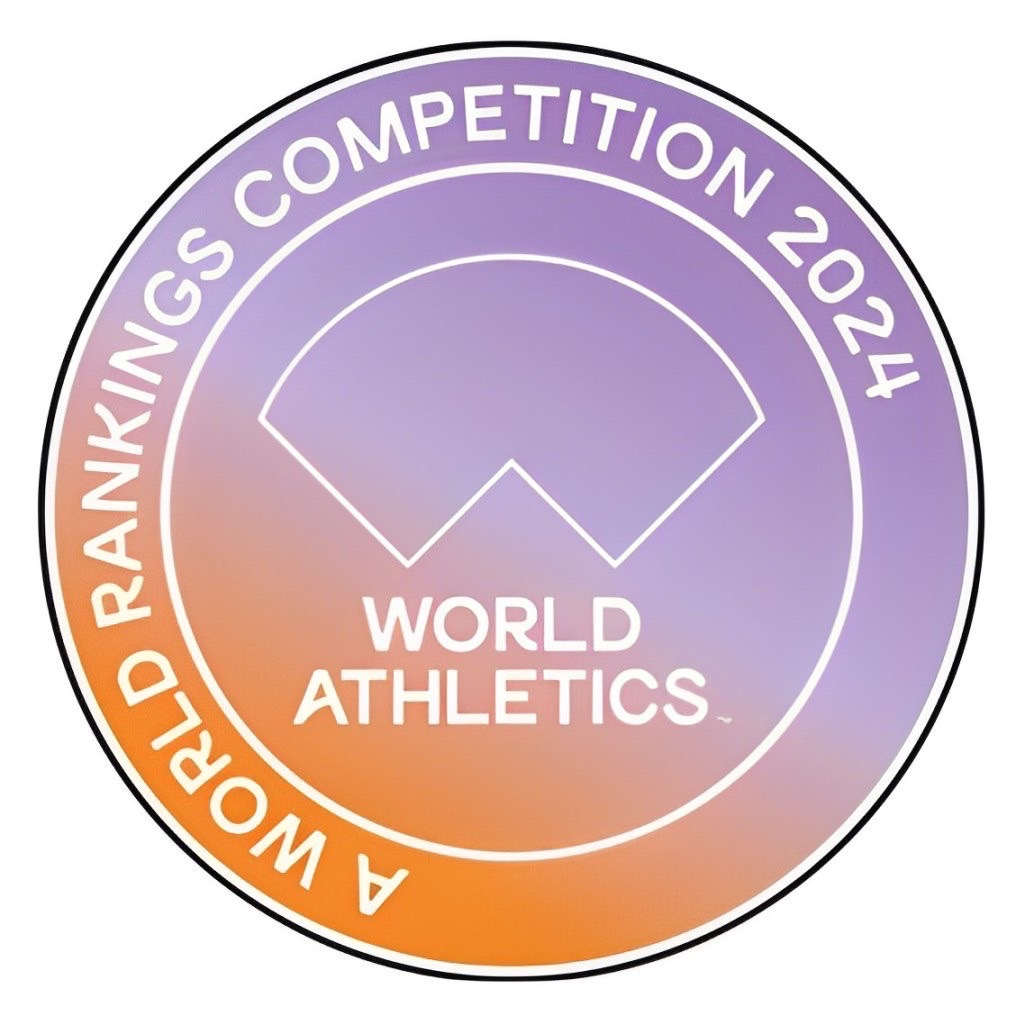 A WORLD RANKINGS COMPETITION 2024
WORLD
ATHLETICS